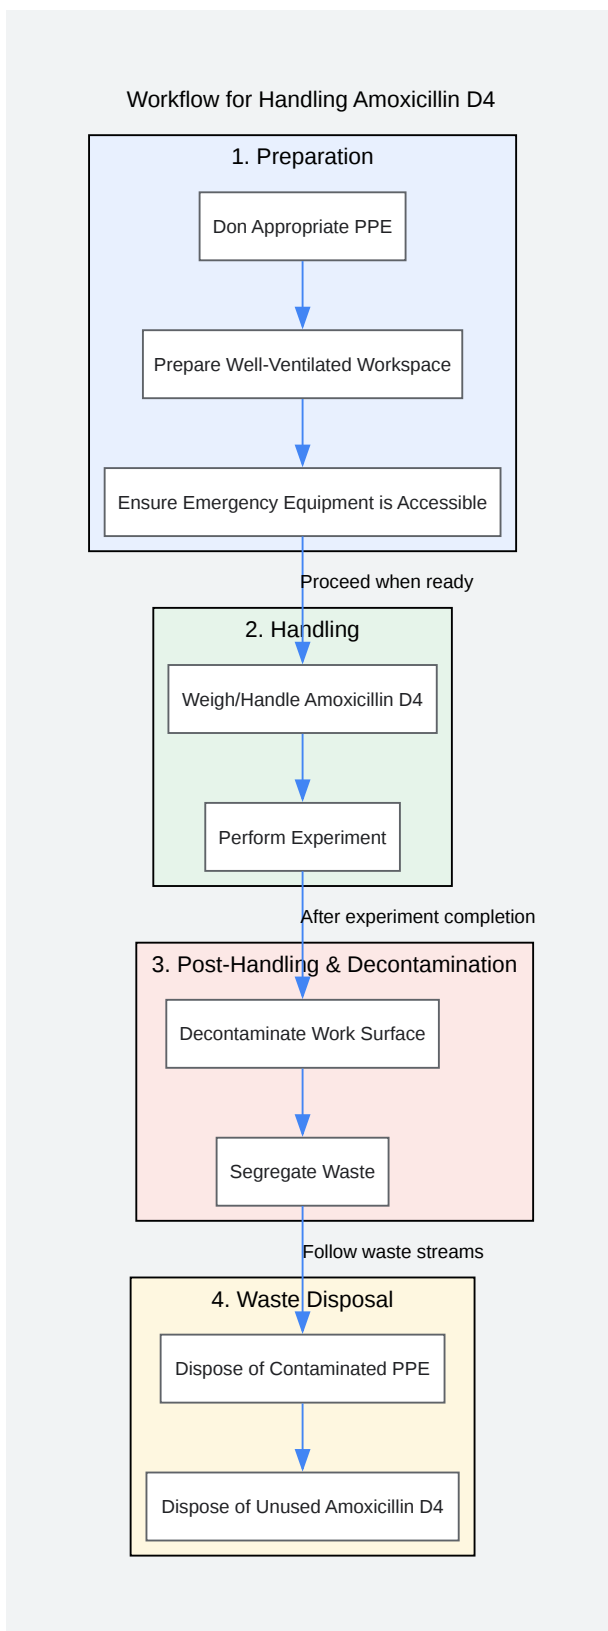 Workflow for Handling Amoxicillin D4
1. Preparation
Don Appropriate PPE
Prepare Well-Ventilated Workspace
Ensure Emergency Equipment is Accessible
Proceed when ready
2. Handling
Weigh/Handle Amoxicillin D4
Perform Experiment
After experiment completion
3. Post-Handling & Decontamination
Decontaminate Work Surface
Segregate Waste
Follow waste streams
4. Waste Disposal
Dispose of Contaminated PPE
Dispose of Unused Amoxicillin D4